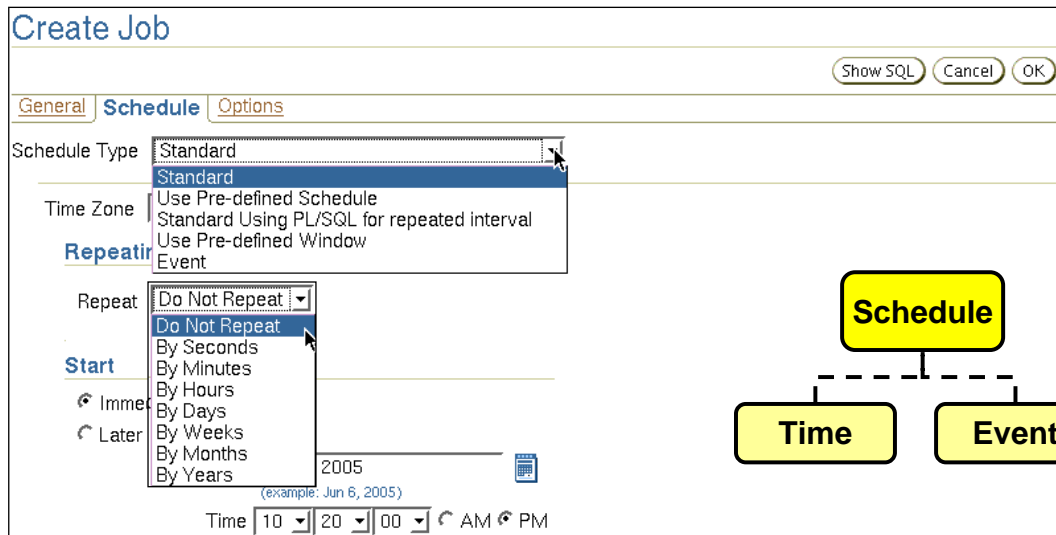 Create Job
Show SQL Cancel OK
General Schedule Options
Schedule Type Standard
Standard
Use Pre-defined Schedule
Standard Using PL/SQL for repeated interval
Use Pre-defined Window
Event
Time Zone
Repeat Do Not Repeat
Do Not Repeat
By Seconds
By Minutes
By Hours
By Days
By Weeks
By Months
By Years
Start
Later
2005
(example: Jun 6, 2005)
Time 10 20 00 AM PM
Schedule
Time Event